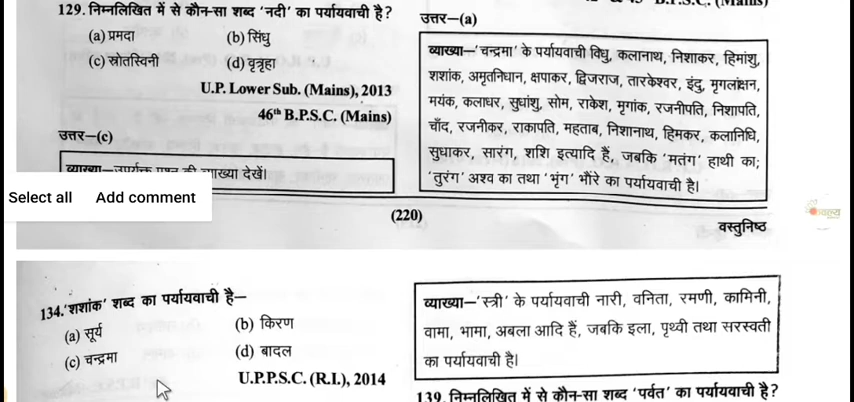 129. निम्नलिखित में से कौन-सा शब्द 'नदी' का पर्यायवाची है?
(a) प्रमदा (b) सिंधु
(c) स्रोतस्विनी (d) वृत्रहा
U.P. Lower Sub. (Mains), 2013
46th B.P.S.C. (Mains)
उत्तर—(c)
व्याख्या—उपर्युक्त प्रश्न की व्याख्या देखें।
Select all Add comment
B.P.S.C. (Mains)
उत्तर—(a)
व्याख्या—'चन्द्रमा' के पर्यायवाची विधु, कलानाथ, निशाकर, हिमांशु,
शशांक, अमृतनिधान, क्षपाकर, द्विजराज, तारकेश्वर, इंदु, मृगलांक्षन,
मयंक, कलाधर, सुधांशु, सोम, राकेश, मृगांक, रजनीपति, निशापति,
चाँद, रजनीकर, राकापति, महताब, निशानाथ, हिमकर, कलानिधि,
सुधाकर, सारंग, शशि इत्यादि हैं, जबकि 'मतंग' हाथी का;
'तुरंग' अश्व का तथा 'भृंग' भौंरे का पर्यायवाची है।
(220)
वस्तुनिष्ठ
134. 'शशांक' शब्द का पर्यायवाची है—
(a) सूर्य (b) किरण
(c) चन्द्रमा (d) बादल
U.P.P.S.C. (R.I.), 2014
व्याख्या—'स्त्री' के पर्यायवाची नारी, वनिता, रमणी, कामिनी,
वामा, भामा, अबला आदि हैं, जबकि इला, पृथ्वी तथा सरस्वती
का पर्यायवाची है।
139. निम्नलिखित में से कौन-सा शब्द 'पर्वत' का पर्यायवाची है?